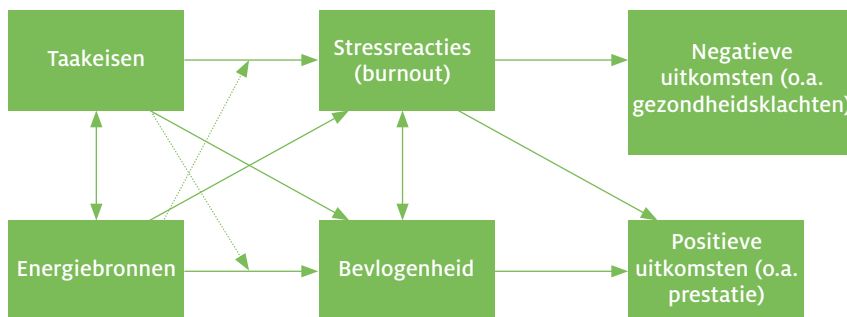 Taakeisen
Stressreacties
(burnout)
Negatieve
uitkomsten (o.a.
gezondheidsklachten)
Energiebronnen
Bevlogenheid
Positieve
uitkomsten (o.a.
prestatie)